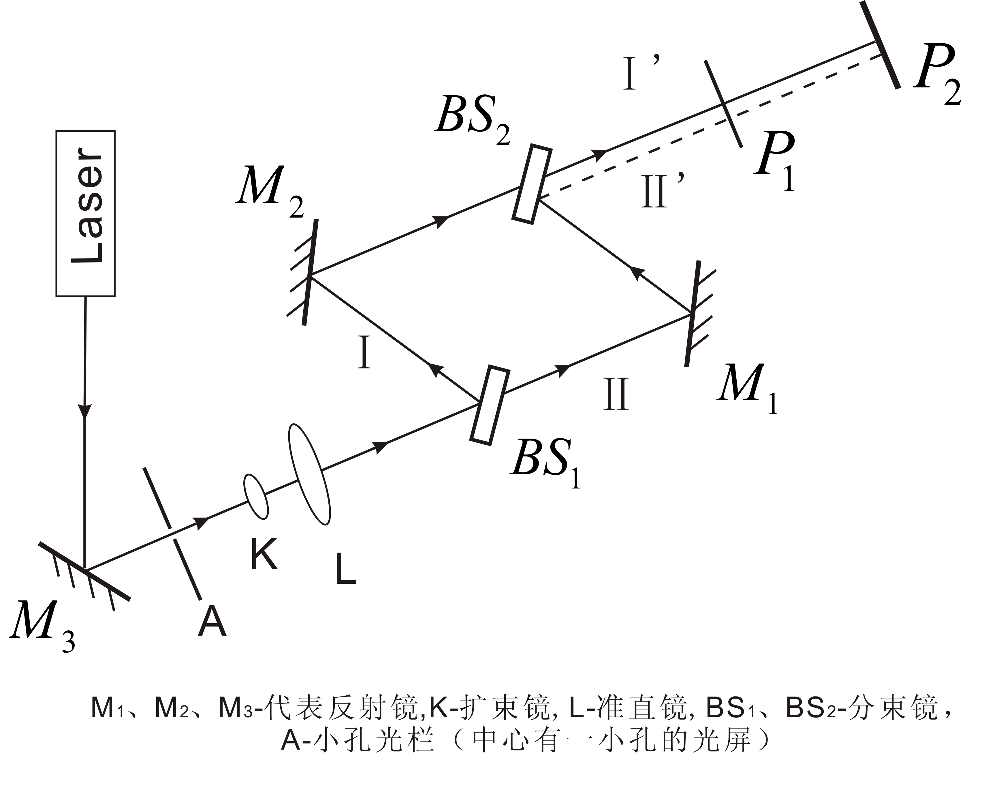 Laser
M2
BS2
I’
II’
P1
P2
I
II
M1
BS1
K
L
A
M3
M1、M2、M3-代表反射镜,K-扩束镜, L-准直镜, BS1、BS2-分束镜,
A-小孔光栏（中心有一小孔的光屏）